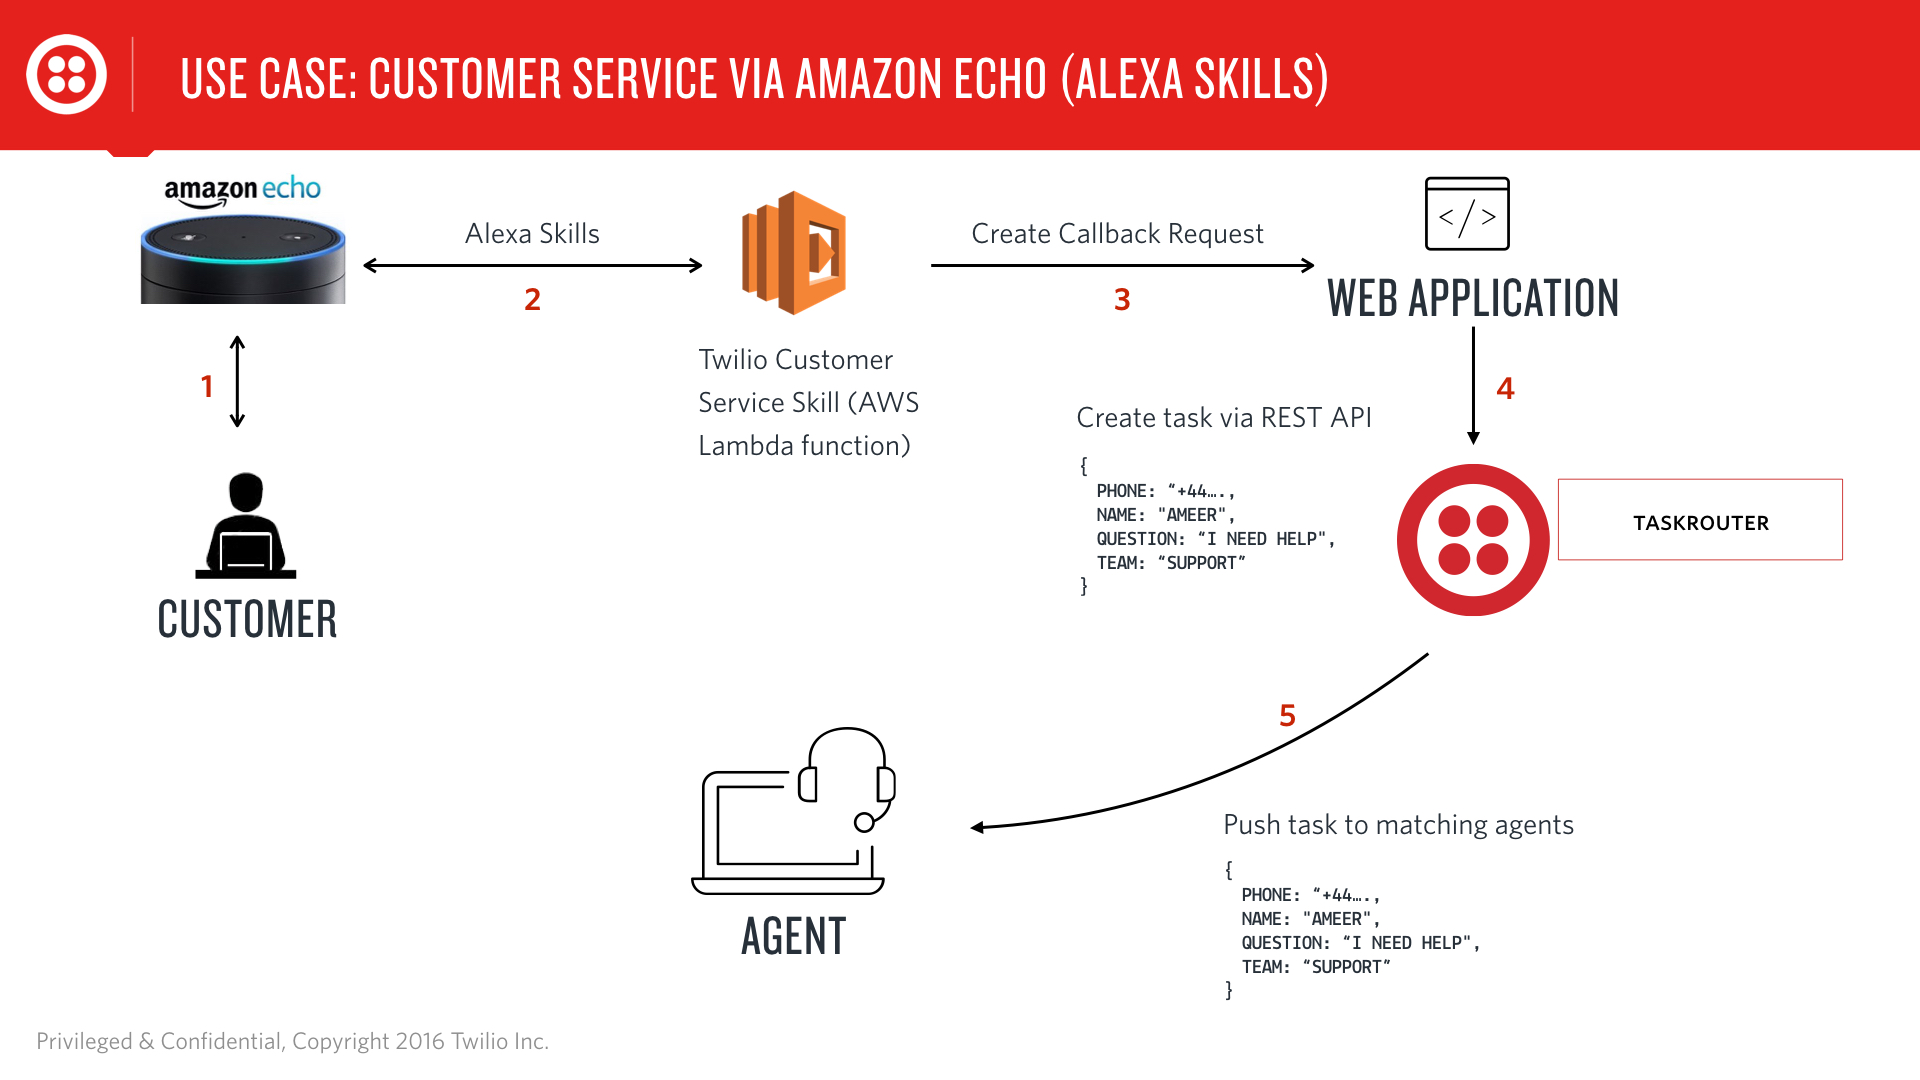 USE CASE: CUSTOMER SERVICE VIA AMAZON ECHO (ALEXA SKILLS)
amazon echo
Alexa Skills
2
Create Callback Request
3
</>
WEB APPLICATION
1
Twilio Customer
Service Skill (AWS
Lambda function)
4
Create task via REST API
{
PHONE: “+44….,
NAME: "AMEER",
QUESTION: “I NEED HELP",
TEAM: “SUPPORT”
}
TASKROUTER
CUSTOMER
5
Push task to matching agents
{
PHONE: “+44….,
NAME: "AMEER",
QUESTION: “I NEED HELP",
TEAM: “SUPPORT”
}
AGENT
Privileged & Confidential, Copyright 2016 Twilio Inc.